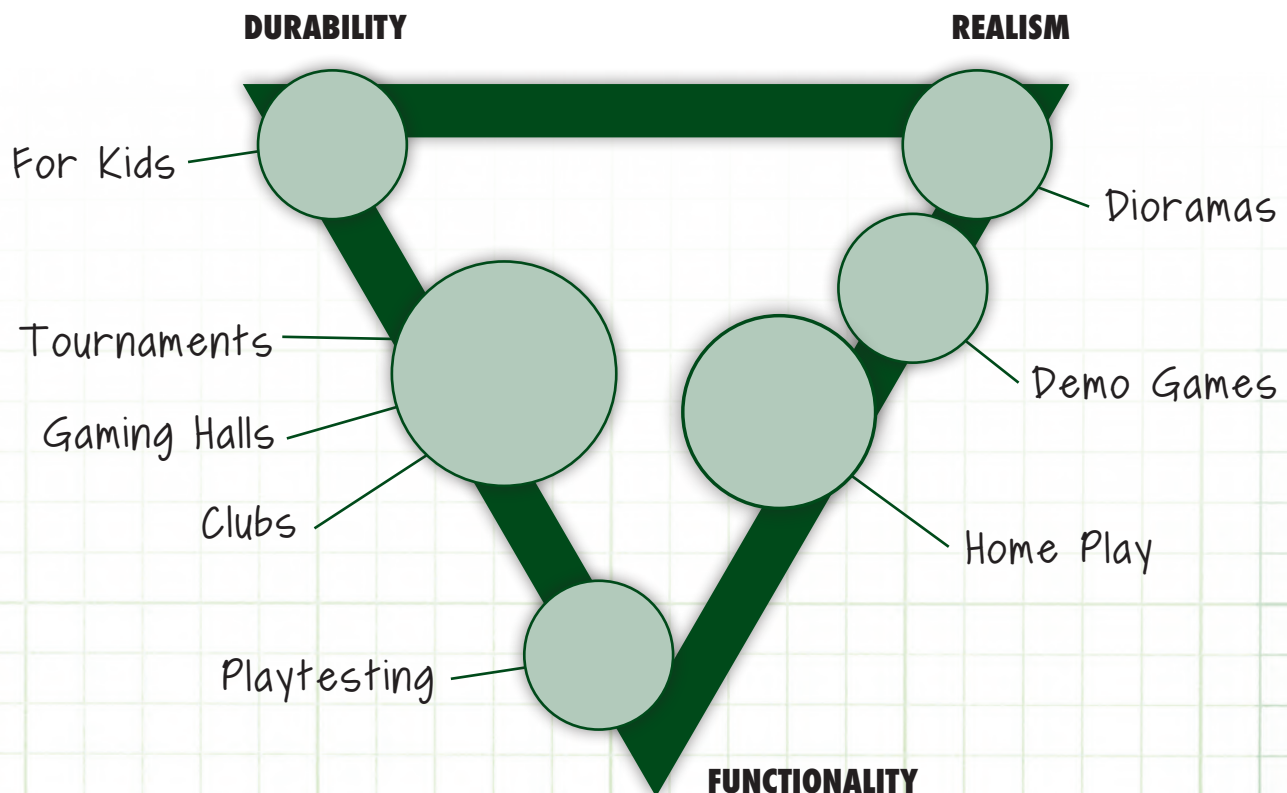 DURABILITY
REALISM
For Kids
Dioramas
Tournaments
Demo Games
Gaming Halls
Clubs
Home Play
Playtesting
FUNCTIONALITY